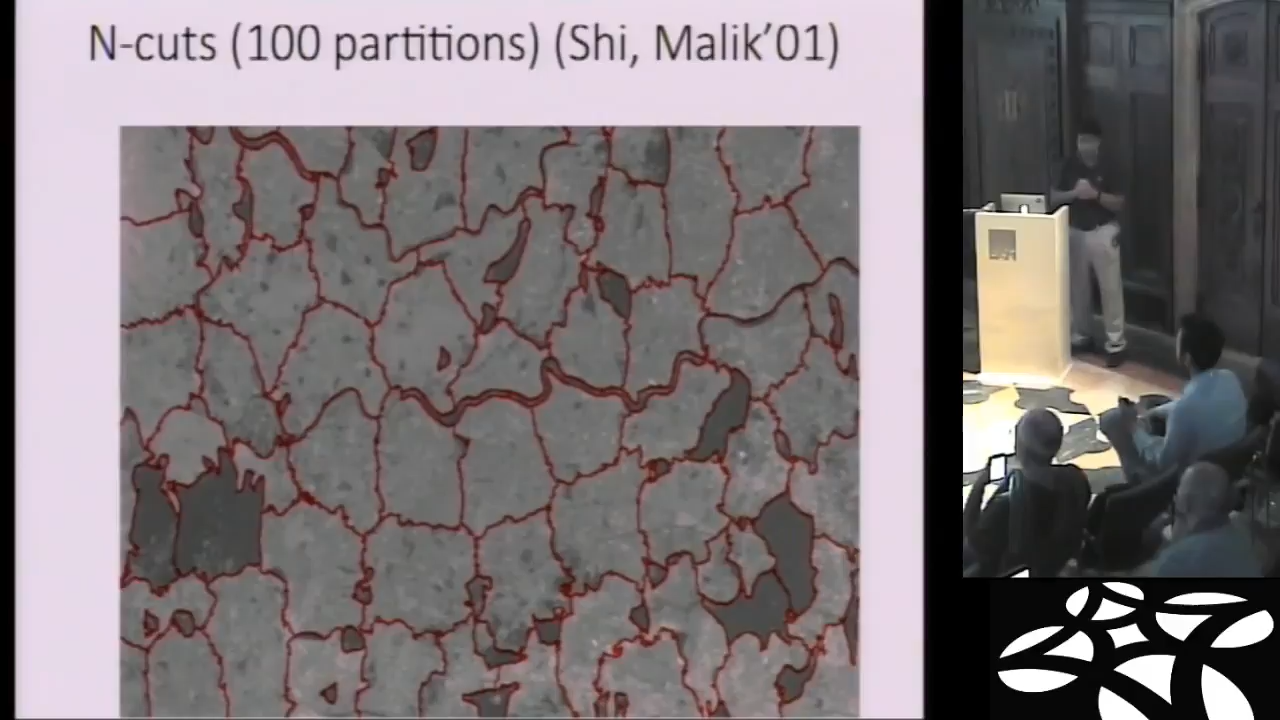 N-cuts (100 partitions) (Shi, Malik’01)